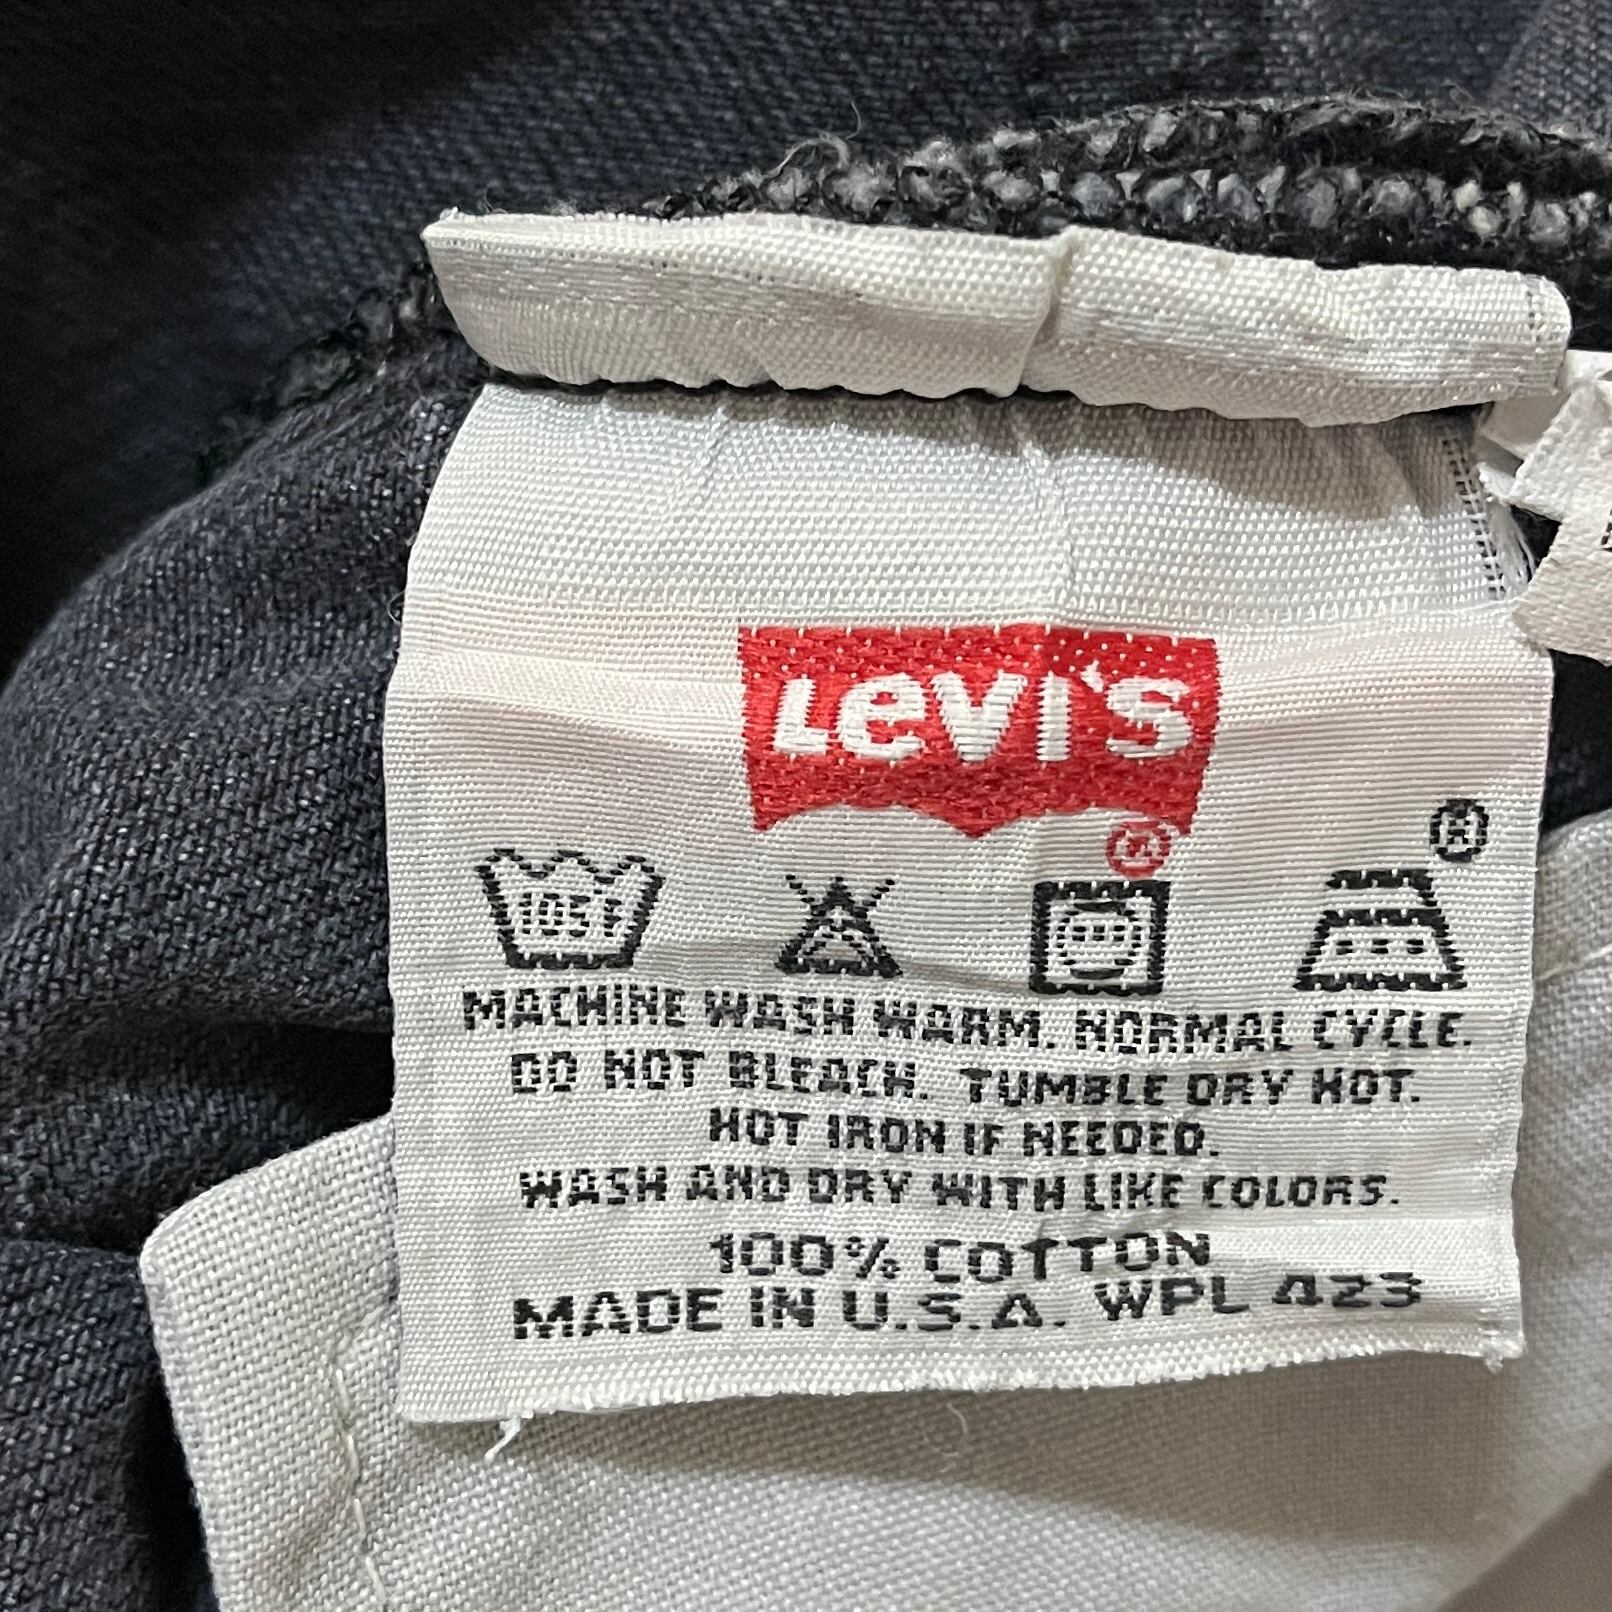 LEVI'S
®
®
105F
MACHINE WASH WARM. NORMAL CYCLE.
DO NOT BLEACH. TUMBLE DRY HOT.
HOT IRON IF NEEDED.
WASH AND DRY WITH LIKE COLORS.
100% COTTON
MADE IN U.S.A. WPL 423